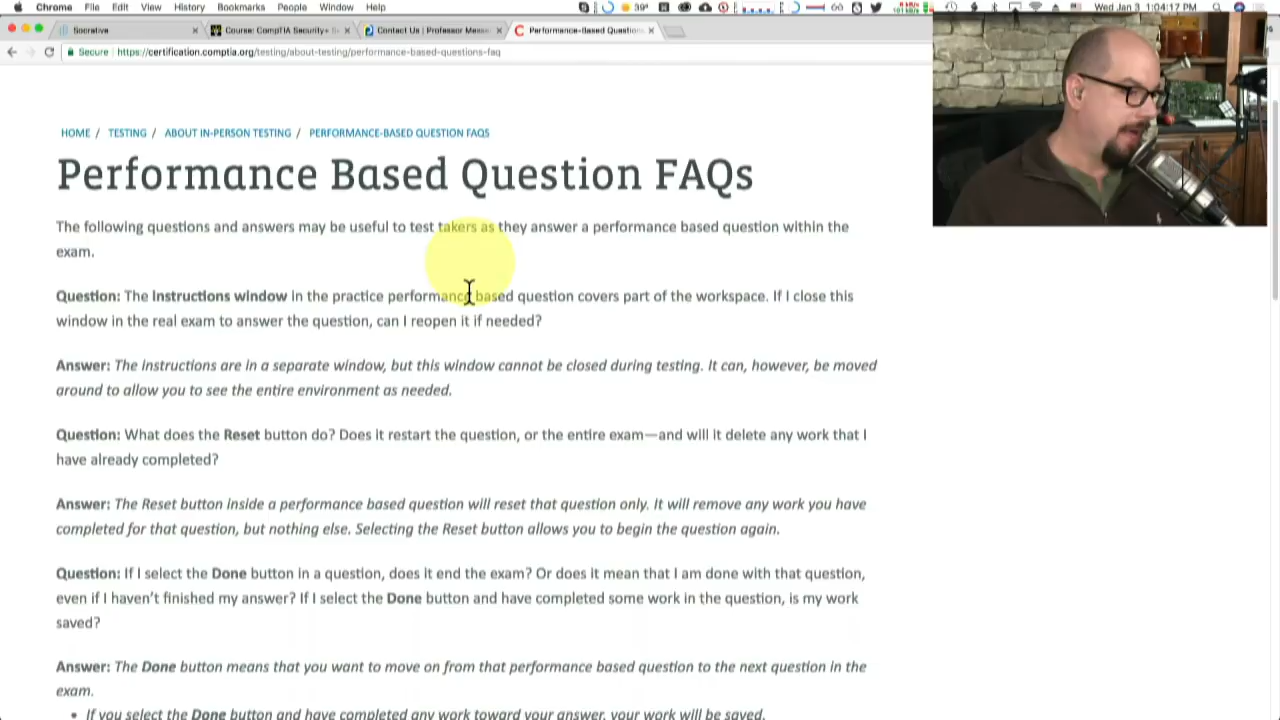 Chrome File Edit View History Bookmarks People Window Help 39° Wed Jan 3 1:04:17 PM
Socrative Course: CompTIA Security+ Contact Us | Professor Messe Performance-Based Question
Secure https://certification.comptia.org/testing/about-testing/performance-based-questions-faq
HOME / TESTING / ABOUT IN-PERSON TESTING / PERFORMANCE-BASED QUESTION FAQS
Performance Based Question FAQs
The following questions and answers may be useful to test takers as they answer a performance based question within the
exam.
Question: The Instructions window in the practice performance based question covers part of the workspace. If I close this
window in the real exam to answer the question, can I reopen it if needed?
Answer: The instructions are in a separate window, but this window cannot be closed during testing. It can, however, be moved
around to allow you to see the entire environment as needed.
Question: What does the Reset button do? Does it restart the question, or the entire exam—and will it delete any work that I
have already completed?
Answer: The Reset button inside a performance based question will reset that question only. It will remove any work you have
completed for that question, but nothing else. Selecting the Reset button allows you to begin the question again.
Question: If I select the Done button in a question, does it end the exam? Or does it mean that I am done with that question,
even if I haven't finished my answer? If I select the Done button and have completed some work in the question, is my work
saved?
Answer: The Done button means that you want to move on from that performance based question to the next question in the
exam.
• If you select the Done button and have completed any work toward your answer, your work will be saved.